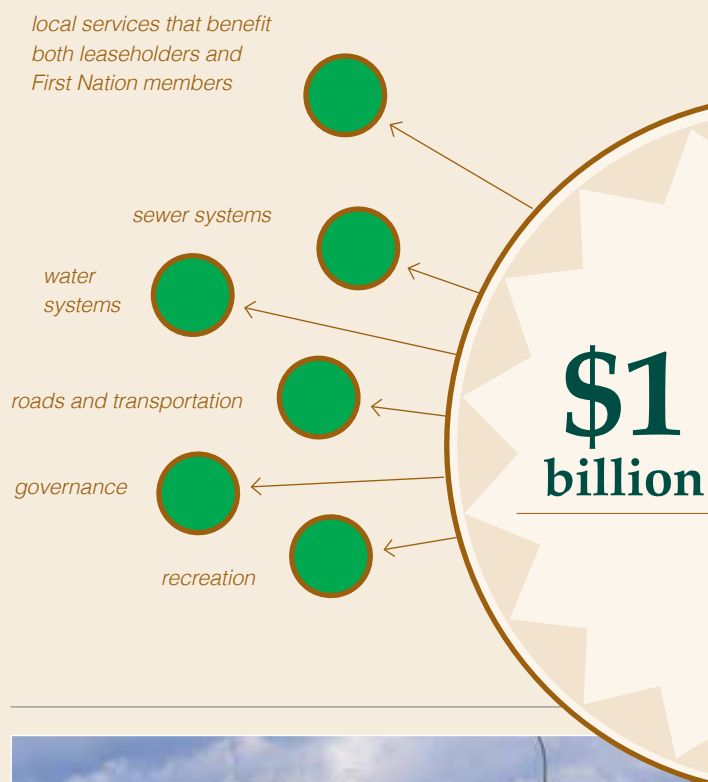 local services that benefit
both leaseholders and
First Nation members
sewer systems
water
systems
roads and transportation
governance
recreation
$1
billion